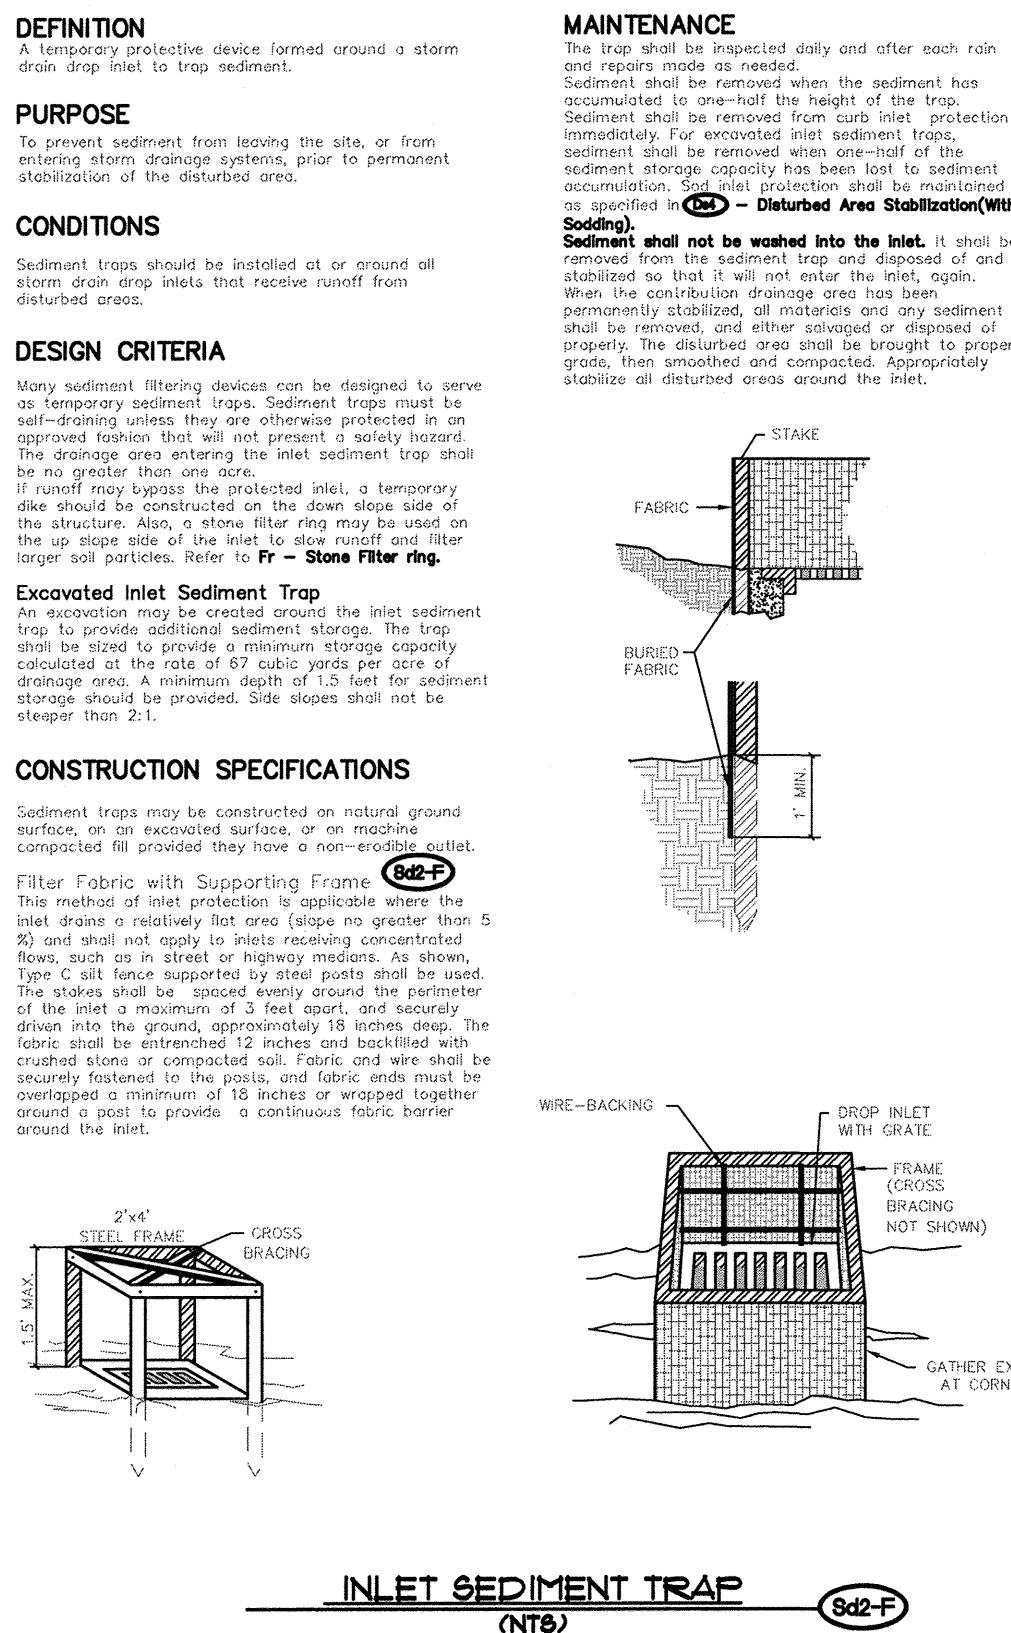 DEFINITION
A temporary protective device formed around a storm
drain drop inlet to trap sediment.
PURPOSE
To prevent sediment from leaving the site, or from
entering storm drainage systems, prior to permanent
stabilization of the disturbed area.
CONDITIONS
Sediment traps should be installed at or around all
storm drain drop inlets that receive runoff from
disturbed areas.
DESIGN CRITERIA
Many sediment filtering devices can be designed to serve
as temporary sediment traps. Sediment traps must be
self-draining unless they are otherwise protected in an
approved fashion that will not present a safety hazard.
The drainage area entering the inlet sediment trap shall
be no greater than one acre.
If runoff may bypass the protected inlet, a temporary
dike should be constructed on the down slope side of
the structure. Also, a stone filter ring may be used on
the up slope side of the inlet to slow runoff and filter
larger soil particles. Refer to Fr - Stone Filter ring.
Excavated Inlet Sediment Trap
An excavation may be created around the inlet sediment
trap to provide additional sediment storage. The trap
shall be sized to provide a minimum storage capacity
calculated at the rate of 67 cubic yards per acre of
drainage area. A minimum depth of 1.5 feet for sediment
storage should be provided. Side slopes shall not be
steeper than 2:1.
CONSTRUCTION SPECIFICATIONS
Sediment traps may be constructed on natural ground
surface, on an excavated surface, or on machine
compacted fill provided they have a non-erodible outlet.
Filter Fabric with Supporting Frame Sd2-F
This method of inlet protection is applicable where the
inlet drains a relatively flat area (slope no greater than 5
%) and shall not apply to inlets receiving concentrated
flows, such as in street or highway medians. As shown,
Type C silt fence supported by steel posts shall be used.
The stakes shall be spaced evenly around the perimeter
of the inlet a maximum of 3 feet apart, and securely
driven into the ground, approximately 18 inches deep. The
fabric shall be entrenched 12 inches and backfilled with
crushed stone or compacted soil. Fabric and wire shall be
securely fastened to the posts, and fabric ends must be
overlapped a minimum of 18 inches or wrapped together
around a post to provide a continuous fabric barrier
around the inlet.
2'x4'
STEEL FRAME
CROSS
BRACING
1.5' MAX.
MAINTENANCE
The trap shall be inspected daily and after each rain
and repairs made as needed.
Sediment shall be removed when the sediment has
accumulated to one-half the height of the trap.
Sediment shall be removed from curb inlet protection
immediately. For excavated inlet sediment traps,
sediment shall be removed when one-half of the
sediment storage capacity has been lost to sediment
accumulation. Sod inlet protection shall be maintained
as specified in Ds4 - Disturbed Area Stabilization(With
Sodding).
Sediment shall not be washed into the inlet. It shall be
removed from the sediment trap and disposed of and
stabilized so that it will not enter the inlet, again.
When the contribution drainage area has been
permanently stabilized, all materials and any sediment
shall be removed, and either salvaged or disposed of
properly. The disturbed area shall be brought to proper
grade, then smoothed and compacted. Appropriately
stabilize all disturbed areas around the inlet.
STAKE
FABRIC
BURIED
FABRIC
1' MIN.
WIRE-BACKING
DROP INLET
WITH GRATE
FRAME
(CROSS
BRACING
NOT SHOWN)
GATHER EX
AT CORN
INLET SEDIMENT TRAP
(NTS)
Sd2-F